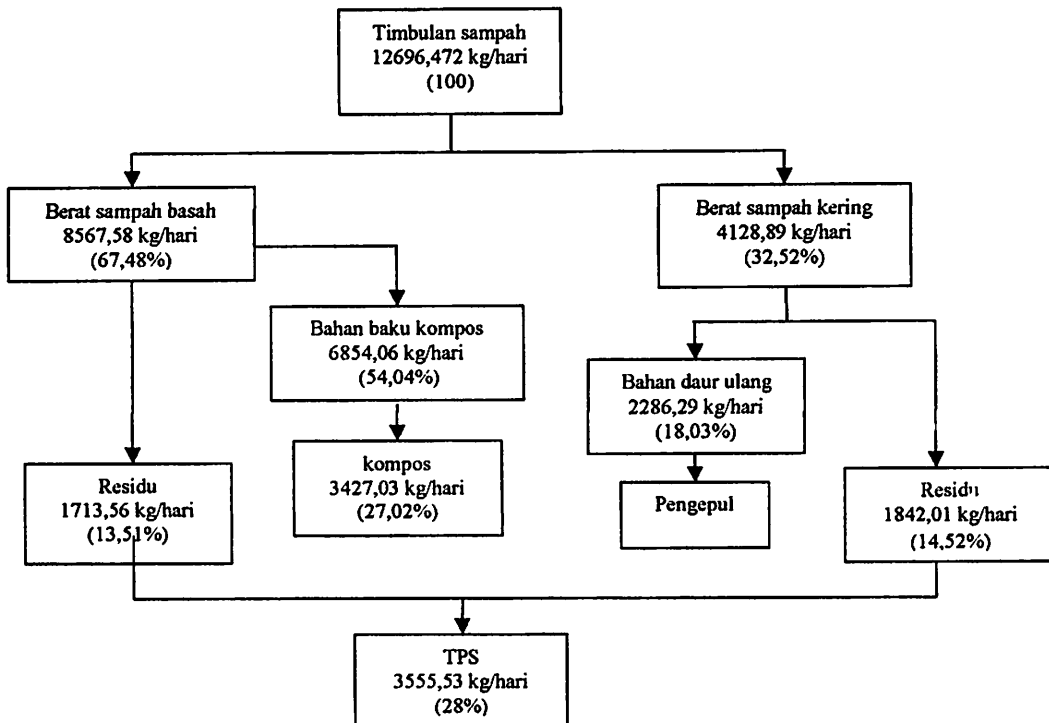 Timbulan sampah
12696,472 kg/hari
(100)
Berat sampah basah
8567,58 kg/hari
(67,48%)
Berat sampah kering
4128,89 kg/hari
(32,52%)
Bahan baku kompos
6854,06 kg/hari
(54,04%)
Bahan daur ulang
2286,29 kg/hari
(18,03%)
kompos
3427,03 kg/hari
(27,02%)
Pengepul
Residu
1713,56 kg/hari
(13,51%)
Residu
1842,01 kg/hari
(14,52%)
TPS
3555,53 kg/hari
(28%)